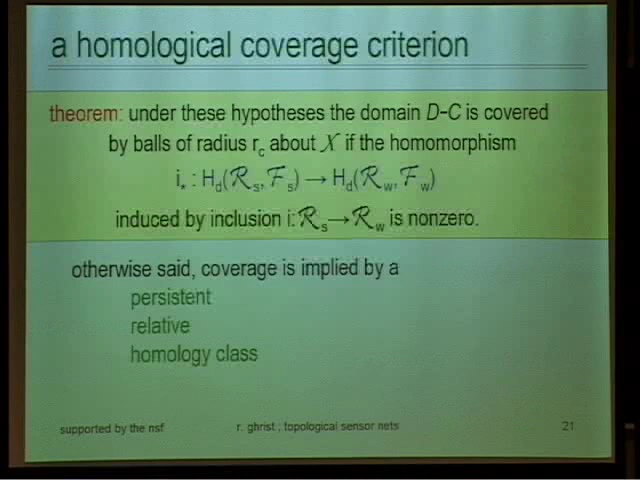 a homological coverage criterion
theorem: under these hypotheses the domain D-C is covered
by balls of radius r_c about 𝒳 if the homomorphism
i_* : H_d(ℛ_s, ℱ_s) → H_d(ℛ_w, ℱ_w)
induced by inclusion i: ℛ_s→ℛ_w is nonzero.
otherwise said, coverage is implied by a
persistent
relative
homology class
supported by the nsf
r. ghrist ; topological sensor nets
21